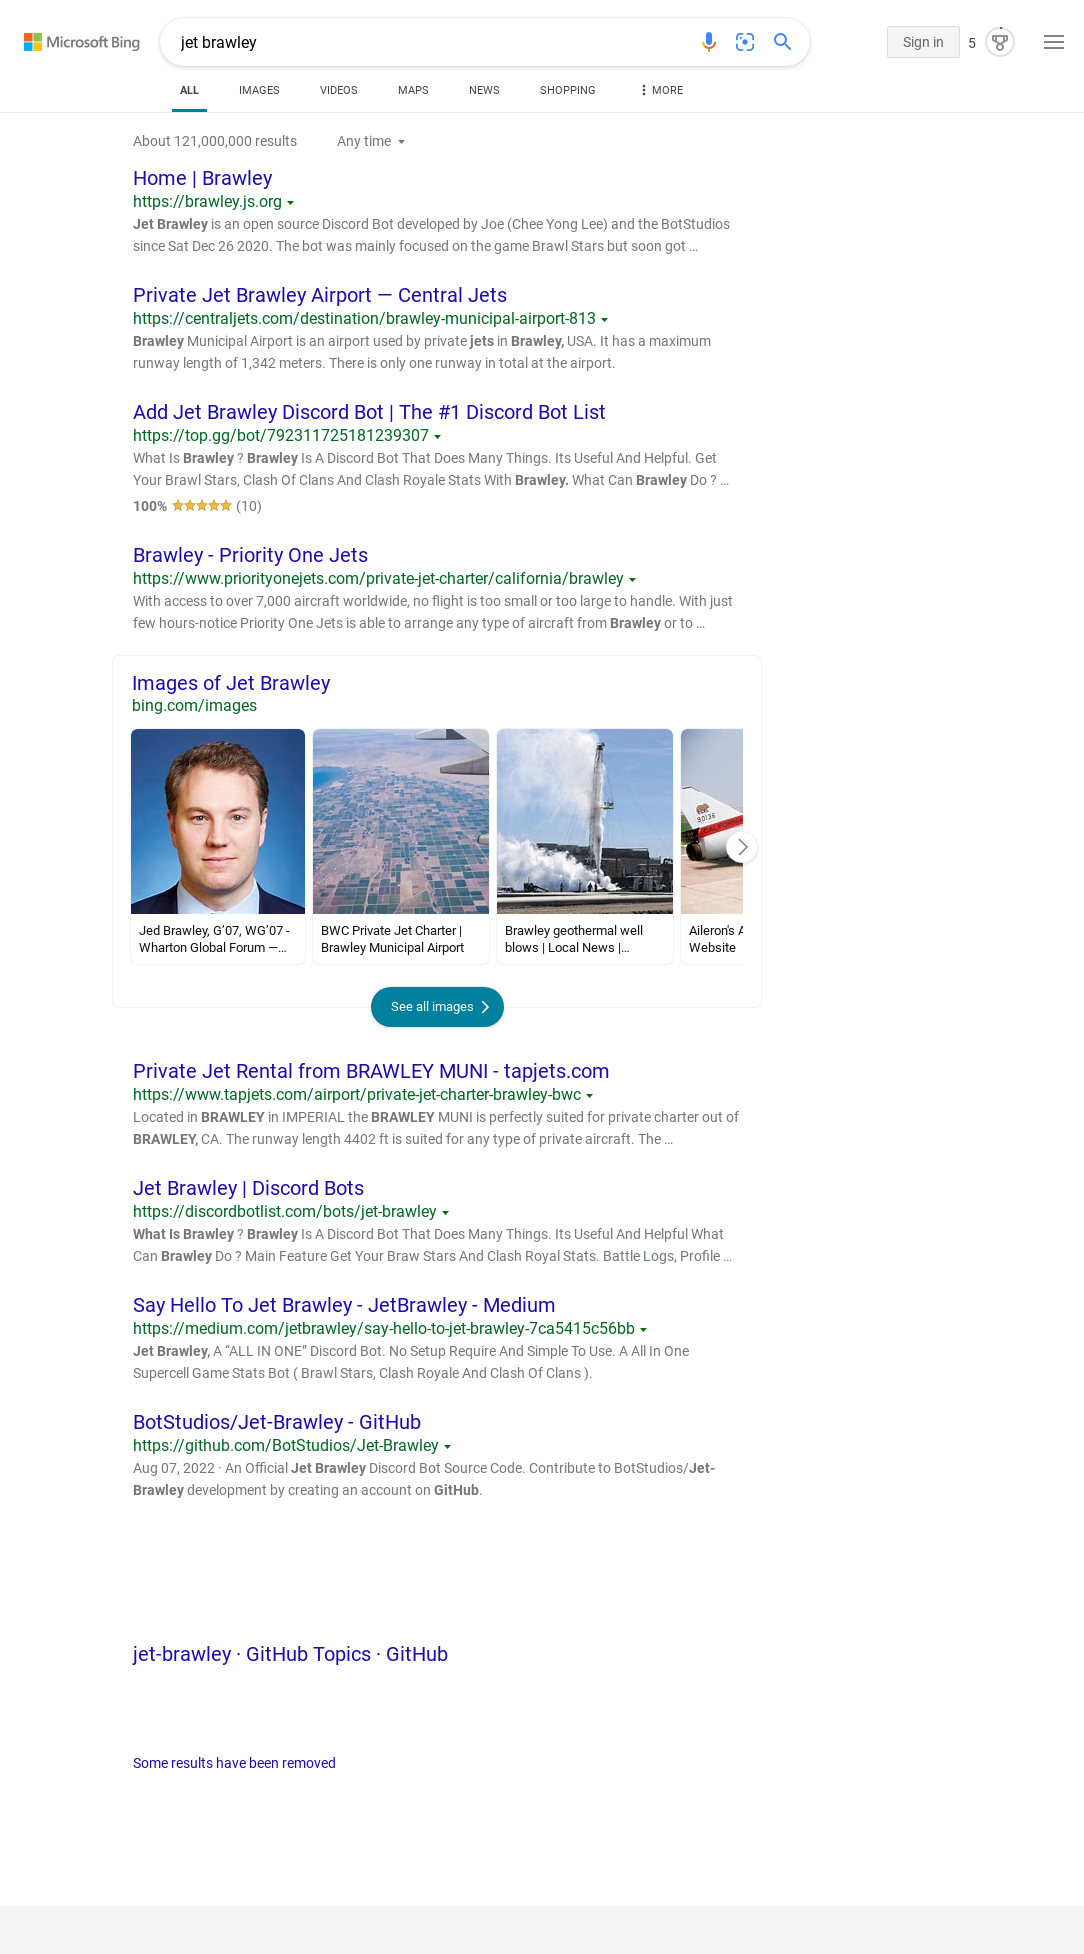 Microsoft Bing
jet brawley
Sign in
5
ALL
IMAGES
VIDEOS
MAPS
NEWS
SHOPPING
MORE
About 121,000,000 results
Any time
Home | Brawley
https://brawley.js.org
Jet Brawley is an open source Discord Bot developed by Joe (Chee Yong Lee) and the BotStudios
since Sat Dec 26 2020. The bot was mainly focused on the game Brawl Stars but soon got …
Private Jet Brawley Airport — Central Jets
https://centraljets.com/destination/brawley-municipal-airport-813
Brawley Municipal Airport is an airport used by private jets in Brawley, USA. It has a maximum
runway length of 1,342 meters. There is only one runway in total at the airport.
Add Jet Brawley Discord Bot | The #1 Discord Bot List
https://top.gg/bot/792311725181239307
What Is Brawley ? Brawley Is A Discord Bot That Does Many Things. Its Useful And Helpful. Get
Your Brawl Stars, Clash Of Clans And Clash Royale Stats With Brawley. What Can Brawley Do ? …
100% (10)
Brawley - Priority One Jets
https://www.priorityonejets.com/private-jet-charter/california/brawley
With access to over 7,000 aircraft worldwide, no flight is too small or too large to handle. With just
few hours-notice Priority One Jets is able to arrange any type of aircraft from Brawley or to …
Images of Jet Brawley
bing.com/images
90136
CALIFORNIA
Jed Brawley, G’07, WG’07 -
Wharton Global Forum —…
BWC Private Jet Charter |
Brawley Municipal Airport
Brawley geothermal well
blows | Local News |…
Aileron's A
Website
See all images
Private Jet Rental from BRAWLEY MUNI - tapjets.com
https://www.tapjets.com/airport/private-jet-charter-brawley-bwc
Located in BRAWLEY in IMPERIAL the BRAWLEY MUNI is perfectly suited for private charter out of
BRAWLEY, CA. The runway length 4402 ft is suited for any type of private aircraft. The …
Jet Brawley | Discord Bots
https://discordbotlist.com/bots/jet-brawley
What Is Brawley ? Brawley Is A Discord Bot That Does Many Things. Its Useful And Helpful What
Can Brawley Do ? Main Feature Get Your Braw Stars And Clash Royal Stats. Battle Logs, Profile …
Say Hello To Jet Brawley - JetBrawley - Medium
https://medium.com/jetbrawley/say-hello-to-jet-brawley-7ca5415c56bb
Jet Brawley, A “ALL IN ONE” Discord Bot. No Setup Require And Simple To Use. A All In One
Supercell Game Stats Bot ( Brawl Stars, Clash Royale And Clash Of Clans ).
BotStudios/Jet-Brawley - GitHub
https://github.com/BotStudios/Jet-Brawley
Aug 07, 2022 · An Official Jet Brawley Discord Bot Source Code. Contribute to BotStudios/Jet-
Brawley development by creating an account on GitHub.
jet-brawley · GitHub Topics · GitHub
Some results have been removed